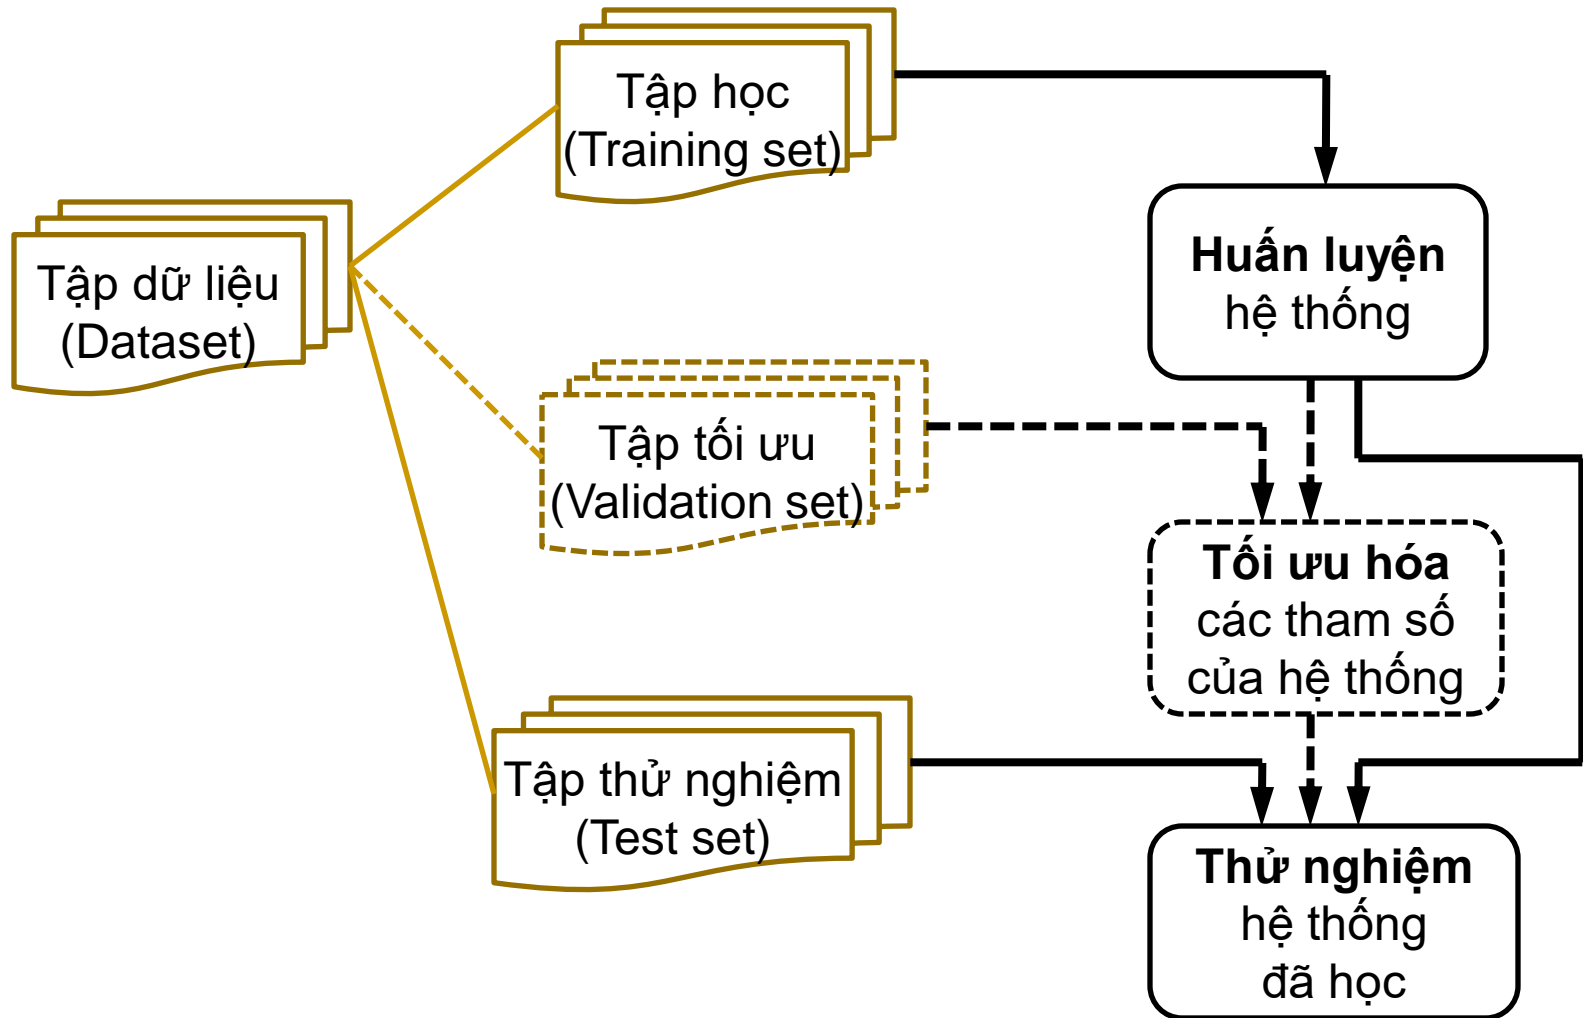 Tập học
(Training set)
Tập dữ liệu
(Dataset)
Huấn luyện
hệ thống
Tập tối ưu
(Validation set)
Tối ưu hóa
các tham số
của hệ thống
Tập thử nghiệm
(Test set)
Thử nghiệm
hệ thống
đã học